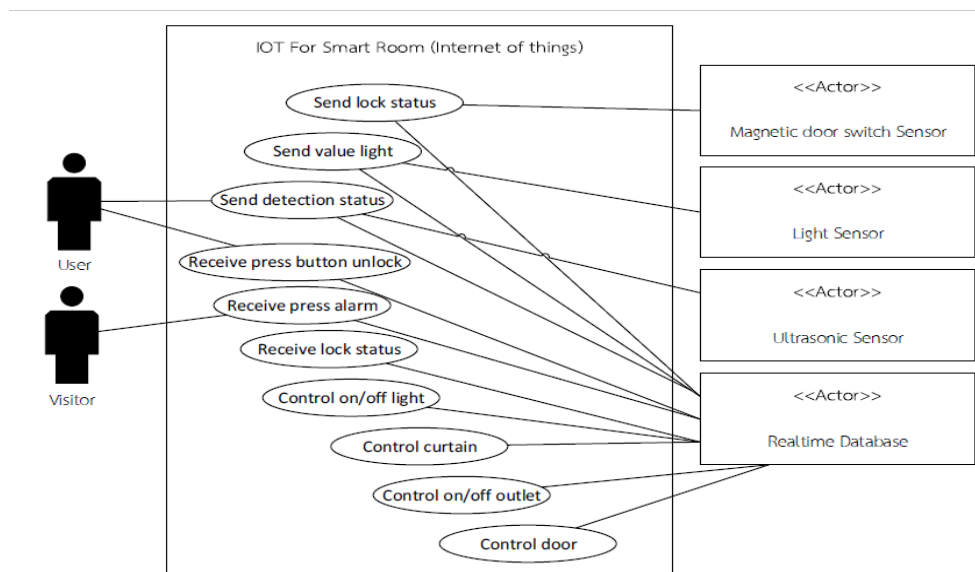 IOT For Smart Room (Internet of things)
Send lock status
Send value light
Send detection status
Receive press button unlock
Receive press alarm
Receive lock status
Control on/off light
Control curtain
Control on/off outlet
Control door
User
Visitor
<<Actor>>
Magnetic door switch Sensor
<<Actor>>
Light Sensor
<<Actor>>
Ultrasonic Sensor
<<Actor>>
Realtime Database